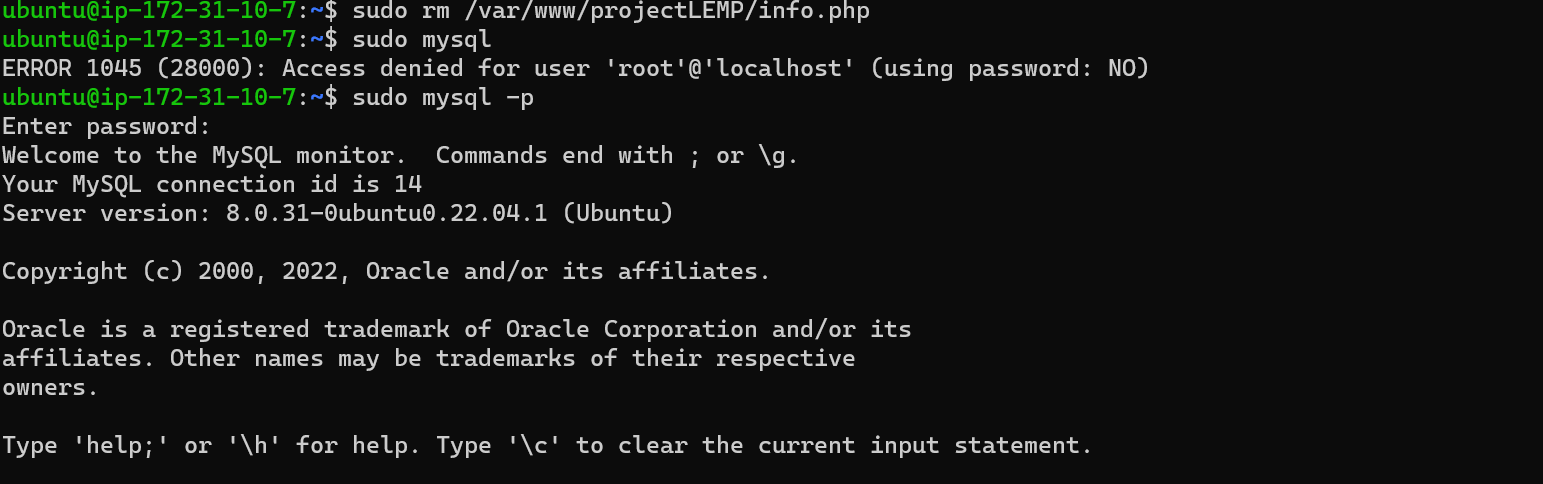 ubuntu@ip-172-31-10-7:~$ sudo rm /var/www/projectLEMP/info.php
ubuntu@ip-172-31-10-7:~$ sudo mysql
ERROR 1045 (28000): Access denied for user 'root'@'localhost' (using password: NO)
ubuntu@ip-172-31-10-7:~$ sudo mysql -p
Enter password:
Welcome to the MySQL monitor.  Commands end with ; or \g.
Your MySQL connection id is 14
Server version: 8.0.31-0ubuntu0.22.04.1 (Ubuntu)
Copyright (c) 2000, 2022, Oracle and/or its affiliates.
Oracle is a registered trademark of Oracle Corporation and/or its
affiliates. Other names may be trademarks of their respective
owners.
Type 'help;' or '\h' for help. Type '\c' to clear the current input statement.